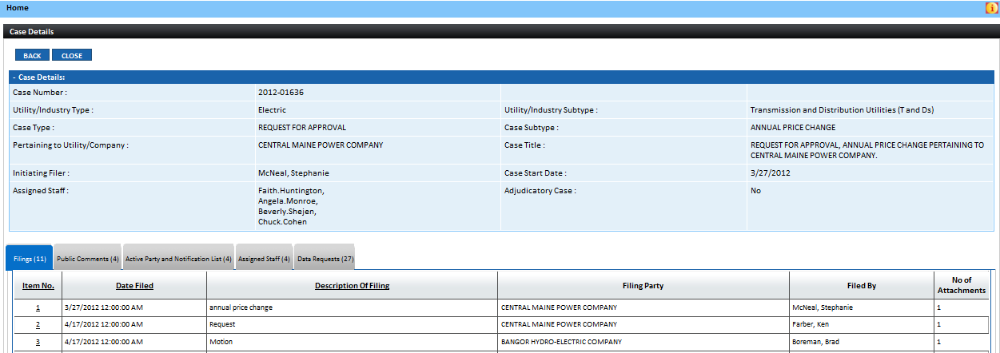 Home
Case Details
BACK CLOSE
- Case Details:
Case Number : 2012-01636
Utility/Industry Type : Electric Utility/Industry Subtype : Transmission and Distribution Utilities (T and Ds)
Case Type : REQUEST FOR APPROVAL Case Subtype : ANNUAL PRICE CHANGE
Pertaining to Utility/Company : CENTRAL MAINE POWER COMPANY Case Title : REQUEST FOR APPROVAL, ANNUAL PRICE CHANGE PERTAINING TO
CENTRAL MAINE POWER COMPANY.
Initiating Filer : McNeal, Stephanie Case Start Date : 3/27/2012
Assigned Staff : Faith.Huntington, Adjudicatory Case : No
Angela.Monroe,
Beverly.Shejen,
Chuck.Cohen
Filings (11) Public Comments (4) Active Party and Notification List (4) Assigned Staff (4) Data Requests (27)
Item No. Date Filed Description Of Filing Filing Party Filed By No of
Attachments
1 3/27/2012 12:00:00 AM annual price change CENTRAL MAINE POWER COMPANY McNeal, Stephanie 1
2 4/17/2012 12:00:00 AM Request CENTRAL MAINE POWER COMPANY Farber, Ken 1
3 4/17/2012 12:00:00 AM Motion BANGOR HYDRO-ELECTRIC COMPANY Boreman, Brad 1